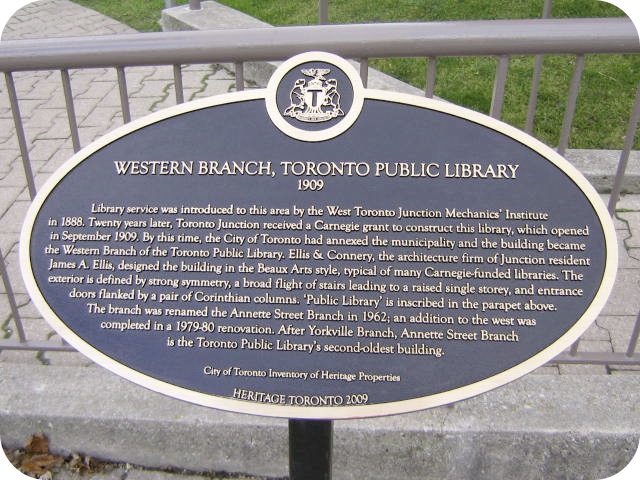 T
WESTERN BRANCH, TORONTO PUBLIC LIBRARY
1909
Library service was introduced to this area by the West Toronto Junction Mechanics' Institute
in 1888. Twenty years later, Toronto Junction received a Carnegie grant to construct this library, which opened
in September 1909. By this time, the City of Toronto had annexed the municipality and the building became
the Western Branch of the Toronto Public Library. Ellis & Connery, the architecture firm of Junction resident
James A. Ellis, designed the building in the Beaux Arts style, typical of many Carnegie-funded libraries. The
exterior is defined by strong symmetry, a broad flight of stairs leading to a raised single storey, and entrance
doors flanked by a pair of Corinthian columns. 'Public Library' is inscribed in the parapet above.
The branch was renamed the Annette Street Branch in 1962; an addition to the west was
completed in a 1979-80 renovation. After Yorkville Branch, Annette Street Branch
is the Toronto Public Library's second-oldest building.
City of Toronto Inventory of Heritage Properties
HERITAGE TORONTO 2009